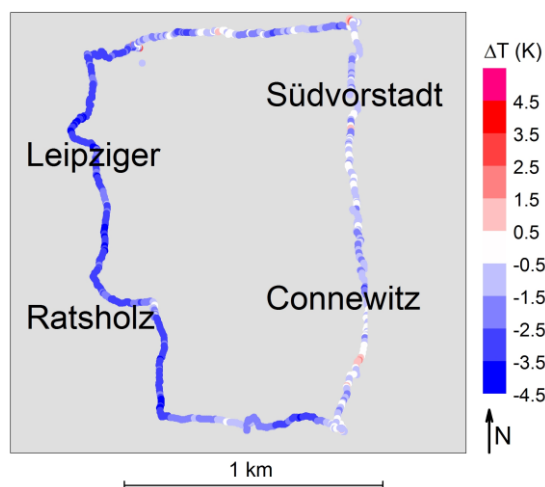 ΔT (K)
Südvorstadt
4.5
3.5
2.5
Leipziger
1.5
0.5
-0.5
-1.5
Ratsholz
Connewitz
-2.5
-3.5
-4.5
N
1 km